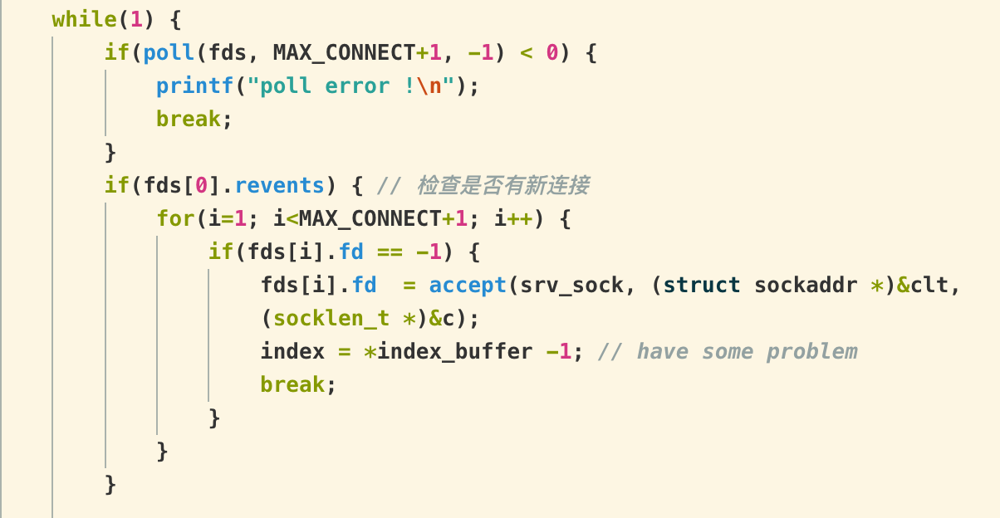 while(1) {
if(poll(fds, MAX_CONNECT+1, -1) < 0) {
printf("poll error !\n");
break;
}
if(fds[0].revents) { // 检查是否有新连接
for(i=1; i<MAX_CONNECT+1; i++) {
if(fds[i].fd == -1) {
fds[i].fd  = accept(srv_sock, (struct sockaddr *)&clt,
(socklen_t *)&c);
index = *index_buffer -1; // have some problem
break;
}
}
}